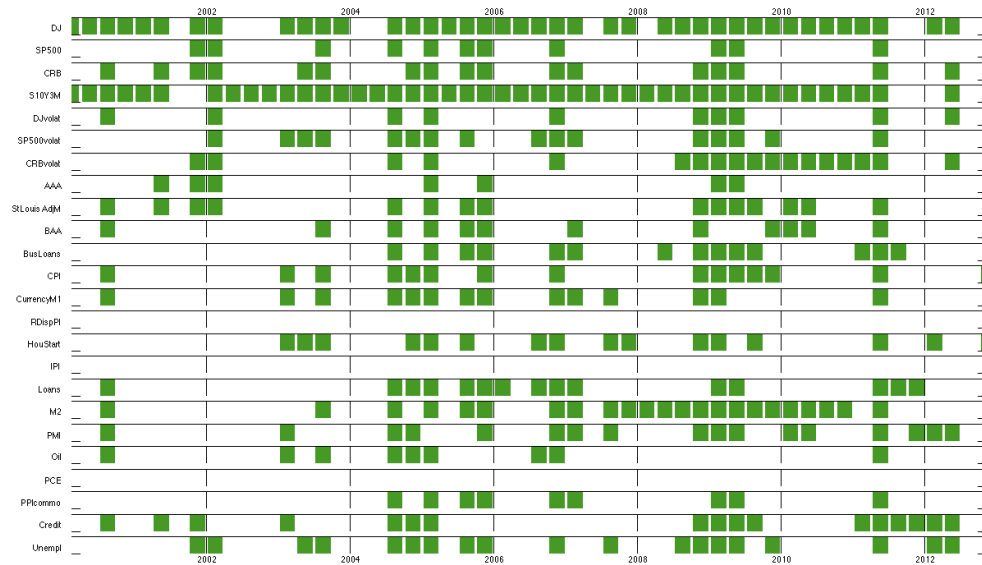 2002 2004 2006 2008 2010 2012
DJ
SP500
CRB
S10Y3M
DJvolat
SP500volat
CRBvolat
AAA
StLouis AdjM
BAA
BusLoans
CPI
CurrencyM1
RDispPI
HouStart
IPI
Loans
M2
PMI
Oil
PCE
PPIcommo
Credit
Unempl
2002 2004 2006 2008 2010 2012